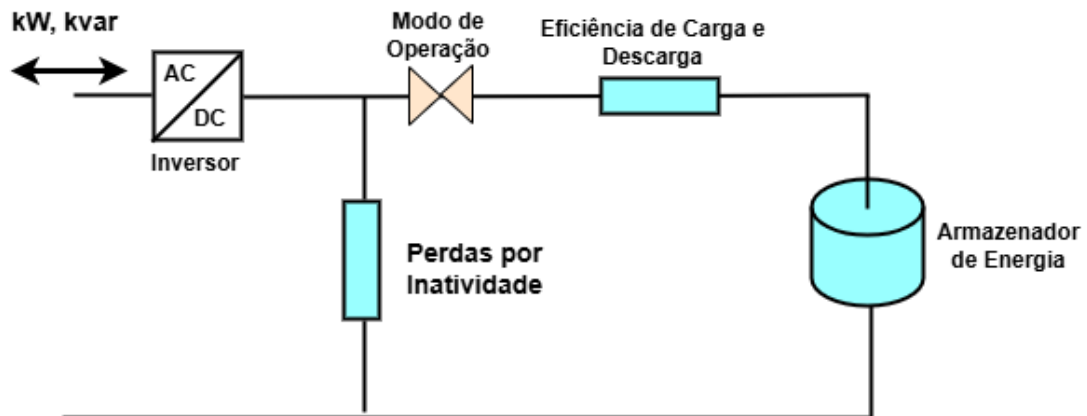 kW, kvar
Modo de
Operação
Eficiência de Carga e
Descarga
AC
DC
Inversor
Perdas por
Inatividade
Armazenador
de Energia